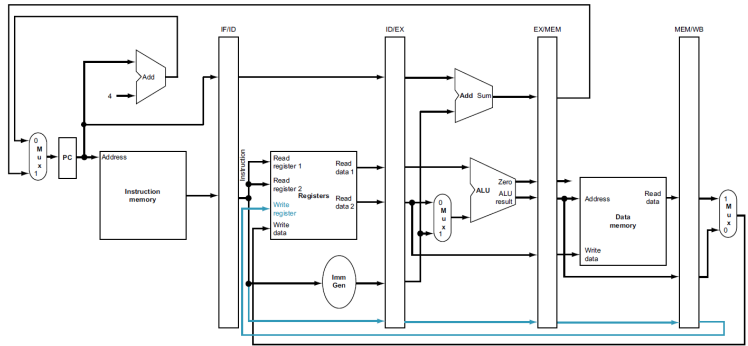 IF/ID
ID/EX
EX/MEM
MEM/WB
Add
4
Add Sum
0
M
u
x
1
PC
Address
Instruction
memory
Instruction
Read
register 1
Read
register 2
Write
register
Write
data
Registers
Read
data 1
Read
data 2
Imm
Gen
0
M
u
x
1
ALU
Zero
ALU
result
Address
Write
data
Read
data
Data
memory
1
M
u
x
0